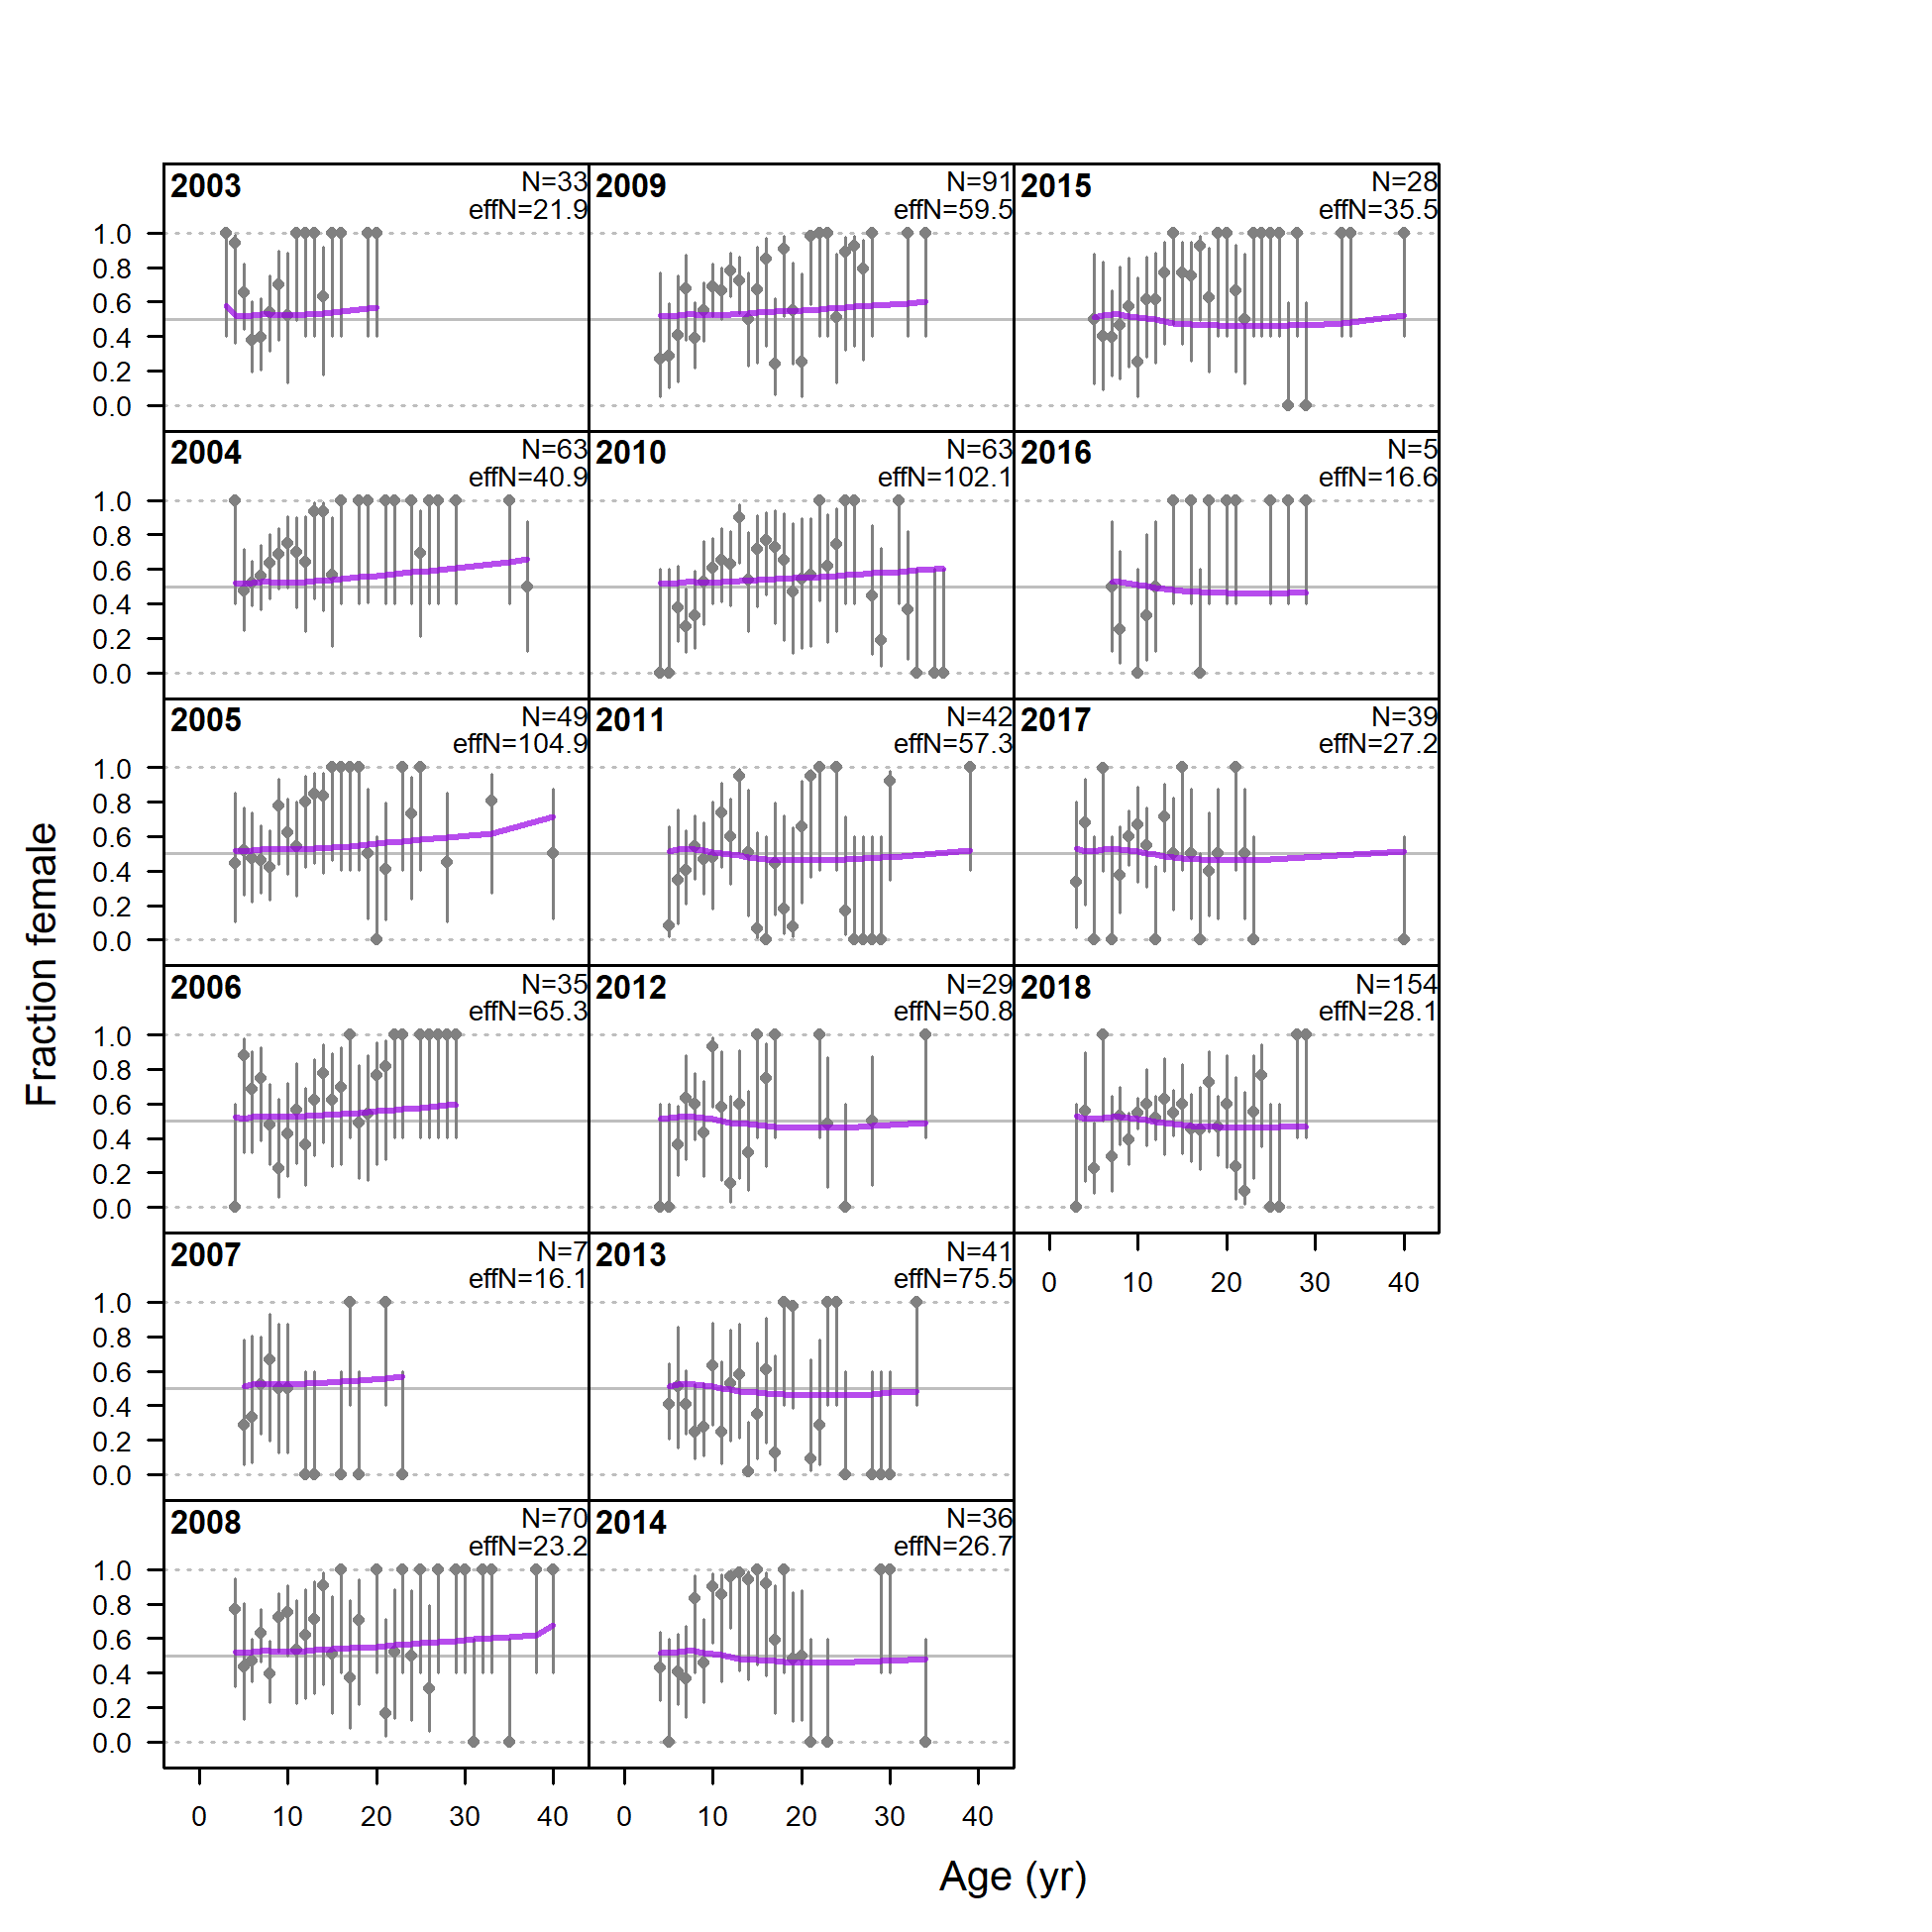 2003
N=33
effN=21.9
1.0
0.8
0.6
0.4
0.2
0.0
2009
N=91
effN=59.5
2015
N=28
effN=35.5
2004
N=63
effN=40.9
1.0
0.8
0.6
0.4
0.2
0.0
2010
N=63
effN=102.1
2016
N=5
effN=16.6
2005
N=49
effN=104.9
1.0
0.8
0.6
0.4
0.2
0.0
2011
N=42
effN=57.3
2017
N=39
effN=27.2
2006
N=35
effN=65.3
1.0
0.8
0.6
0.4
0.2
0.0
2012
N=29
effN=50.8
2018
N=154
effN=28.1
0 10 20 30 40
2007
N=7
effN=16.1
1.0
0.8
0.6
0.4
0.2
0.0
2013
N=41
effN=75.5
2008
N=70
effN=23.2
1.0
0.8
0.6
0.4
0.2
0.0
2014
N=36
effN=26.7
0 10 20 30 40
0 10 20 30 40
Fraction female
Age (yr)